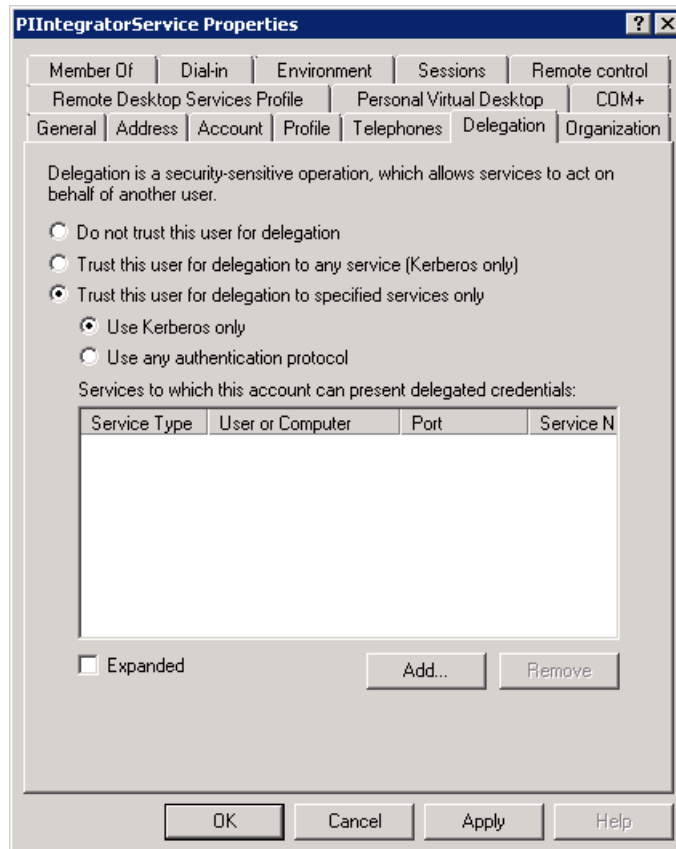 PIIntegratorService Properties
Member Of Dial-in Environment Sessions Remote control
Remote Desktop Services Profile Personal Virtual Desktop COM+
General Address Account Profile Telephones Delegation Organization
Delegation is a security-sensitive operation, which allows services to act on
behalf of another user.
Do not trust this user for delegation
Trust this user for delegation to any service (Kerberos only)
Trust this user for delegation to specified services only
Use Kerberos only
Use any authentication protocol
Services to which this account can present delegated credentials:
Service Type User or Computer Port Service N
Expanded Add... Remove
OK Cancel Apply Help